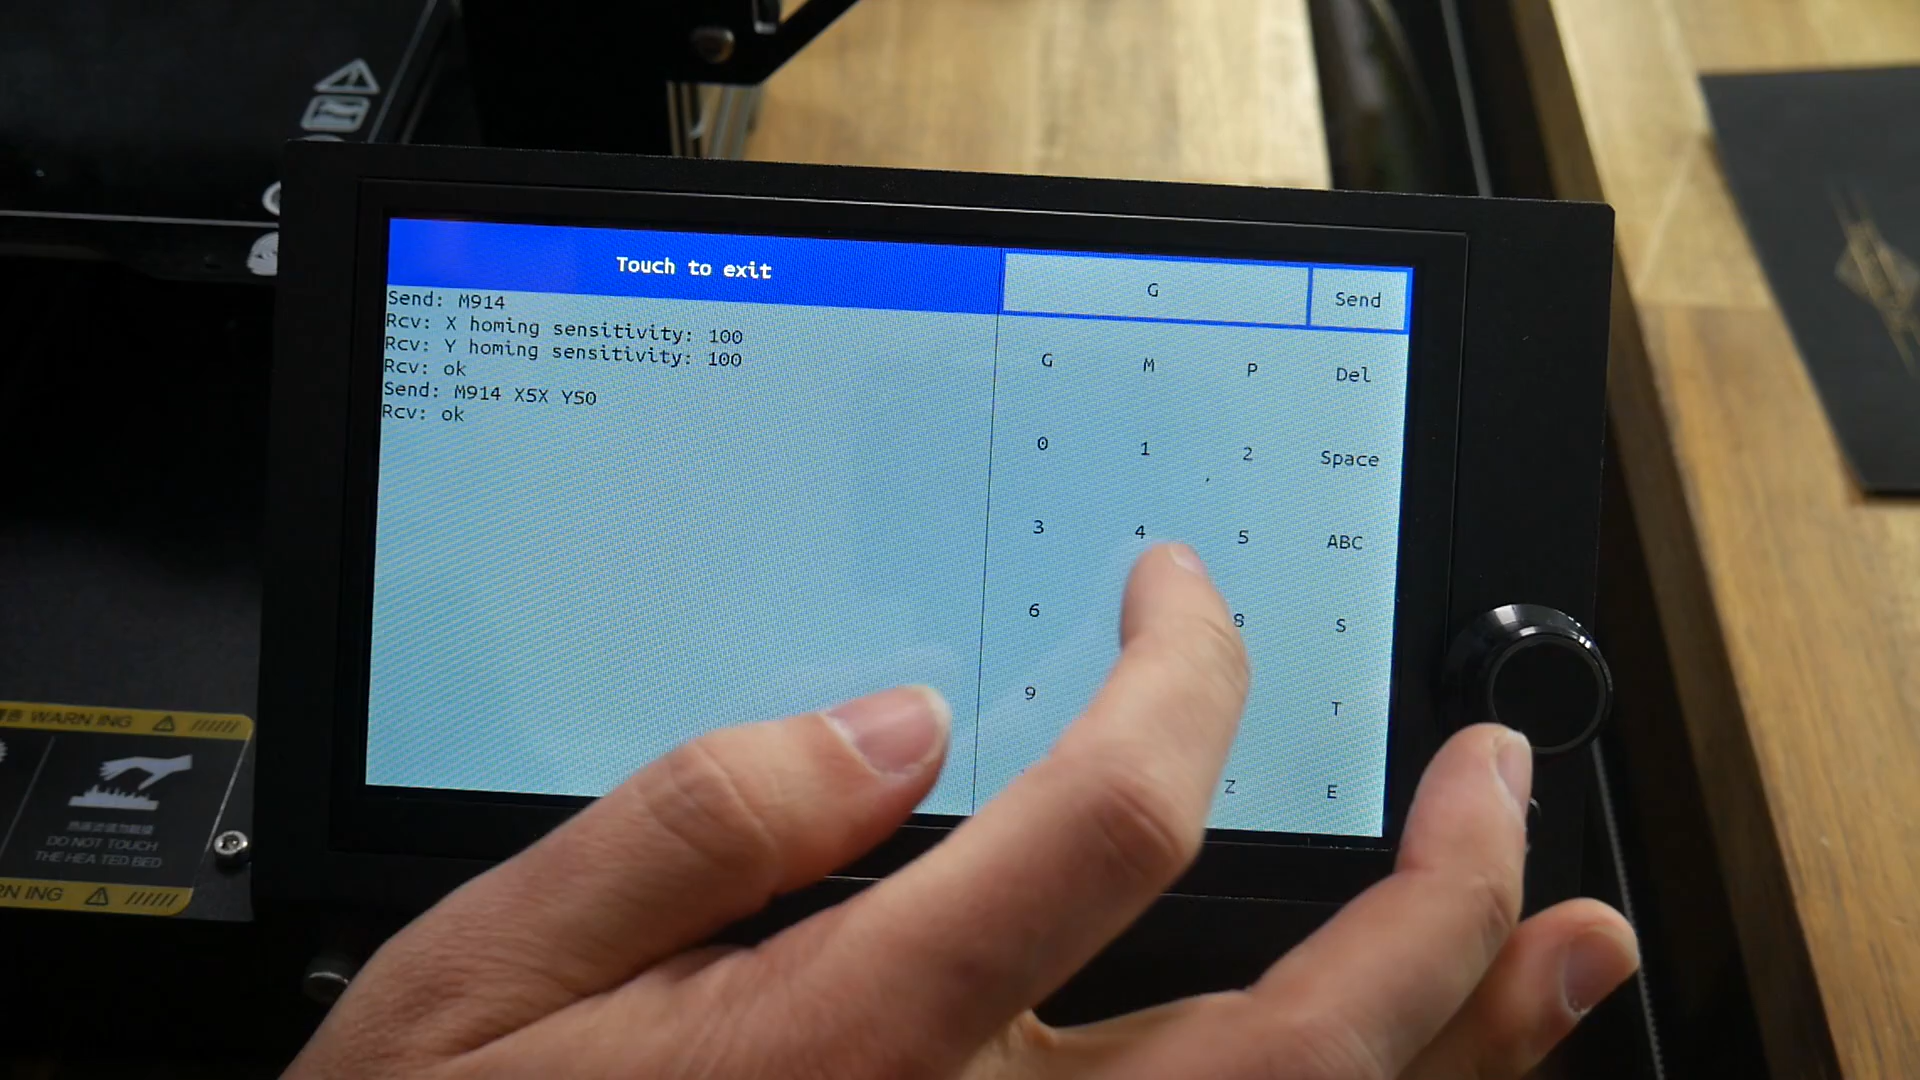 Touch to exit
G
Send
Send: M914
Rcv: X homing sensitivity: 100
Rcv: Y homing sensitivity: 100
Rcv: ok
Send: M914 X5X Y50
Rcv: ok
G M P Del
0 1 2 Space
3 4 5 ABC
6 8 S
9 T
Z E
WARNING
DO NOT TOUCH
THE HEATED BED